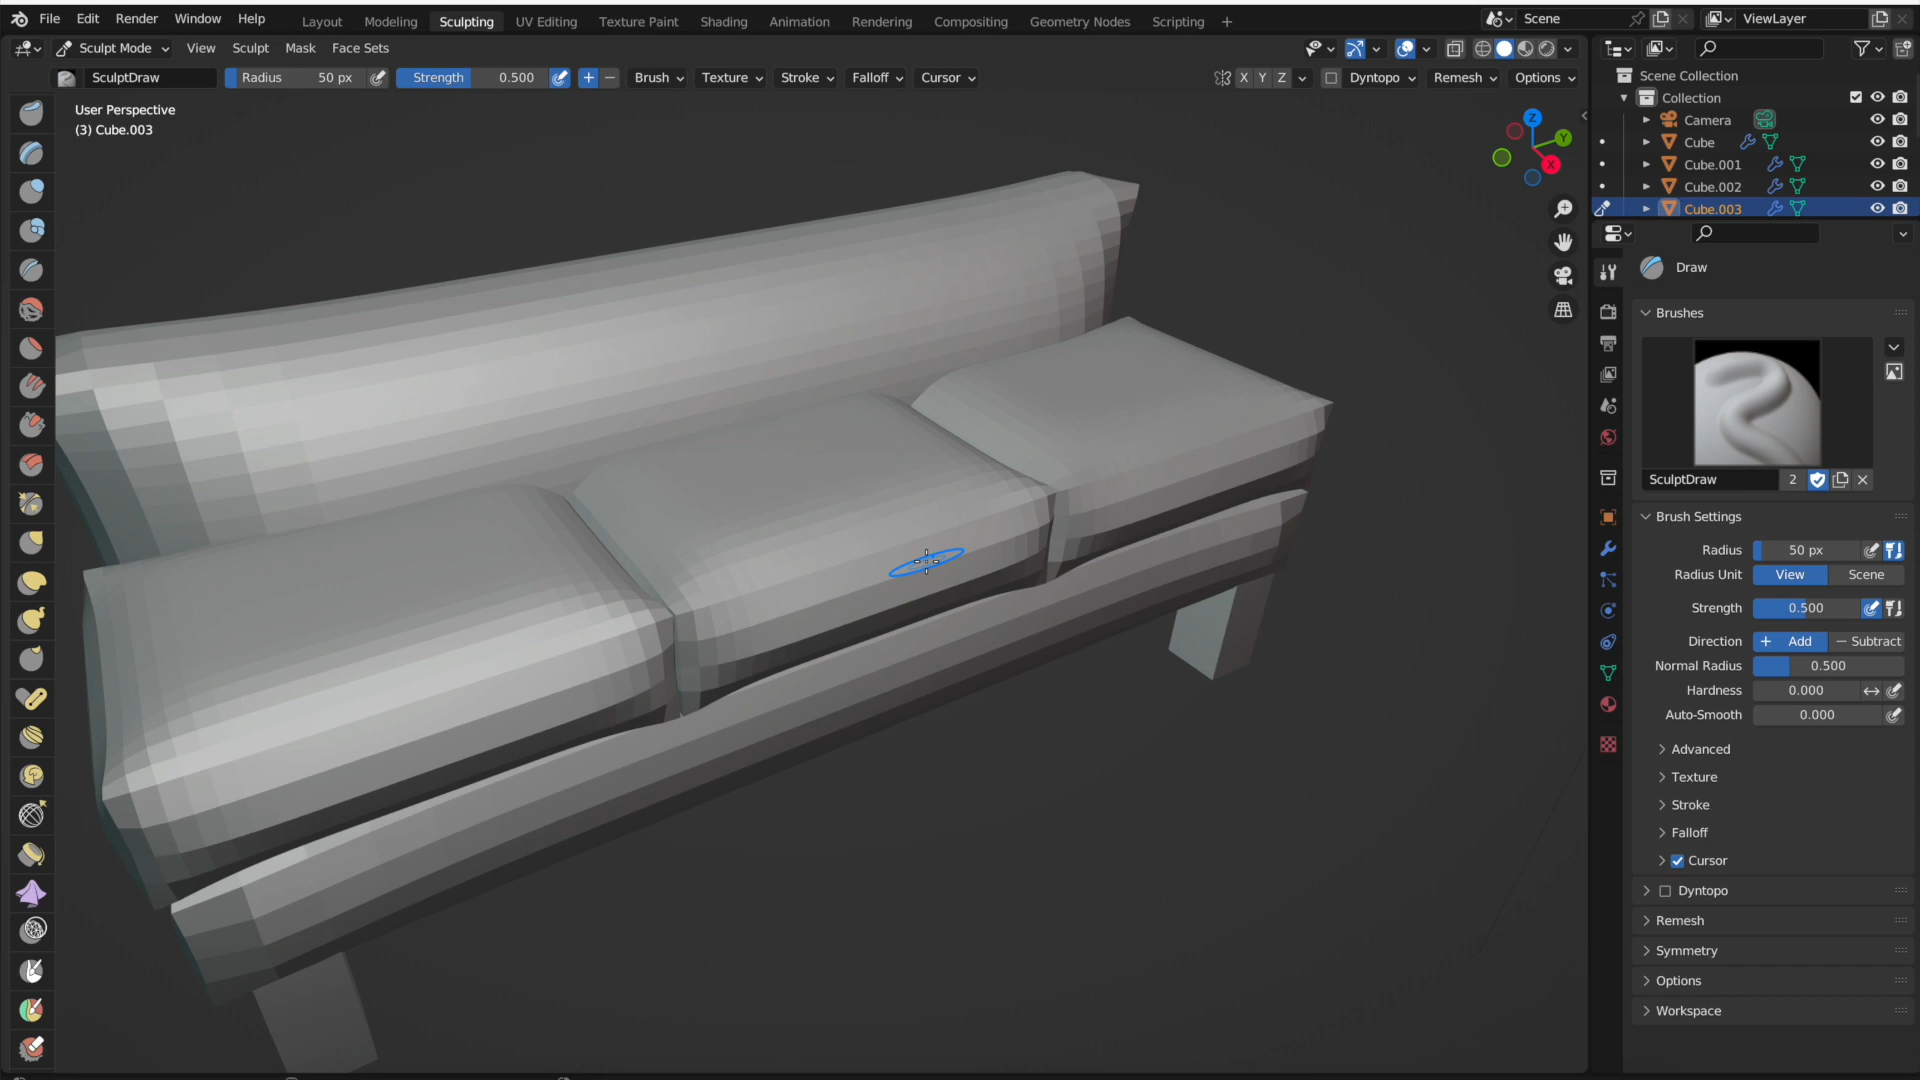 File Edit Render Window Help
Layout Modeling Sculpting UV Editing Texture Paint Shading Animation Rendering Compositing Geometry Nodes Scripting +
Scene
ViewLayer
Sculpt Mode View Sculpt Mask Face Sets
SculptDraw Radius 50 px Strength 0.500 + − Brush Texture Stroke Falloff Cursor X Y Z Dyntopo Remesh Options
User Perspective
(3) Cube.003
Z
Y
X
Scene Collection
Collection
Camera
Cube
Cube.001
Cube.002
Cube.003
Draw
Brushes
SculptDraw 2
Brush Settings
Radius 50 px
Radius Unit View Scene
Strength 0.500
Direction + Add − Subtract
Normal Radius 0.500
Hardness 0.000
Auto-Smooth 0.000
Advanced
Texture
Stroke
Falloff
Cursor
Dyntopo
Remesh
Symmetry
Options
Workspace